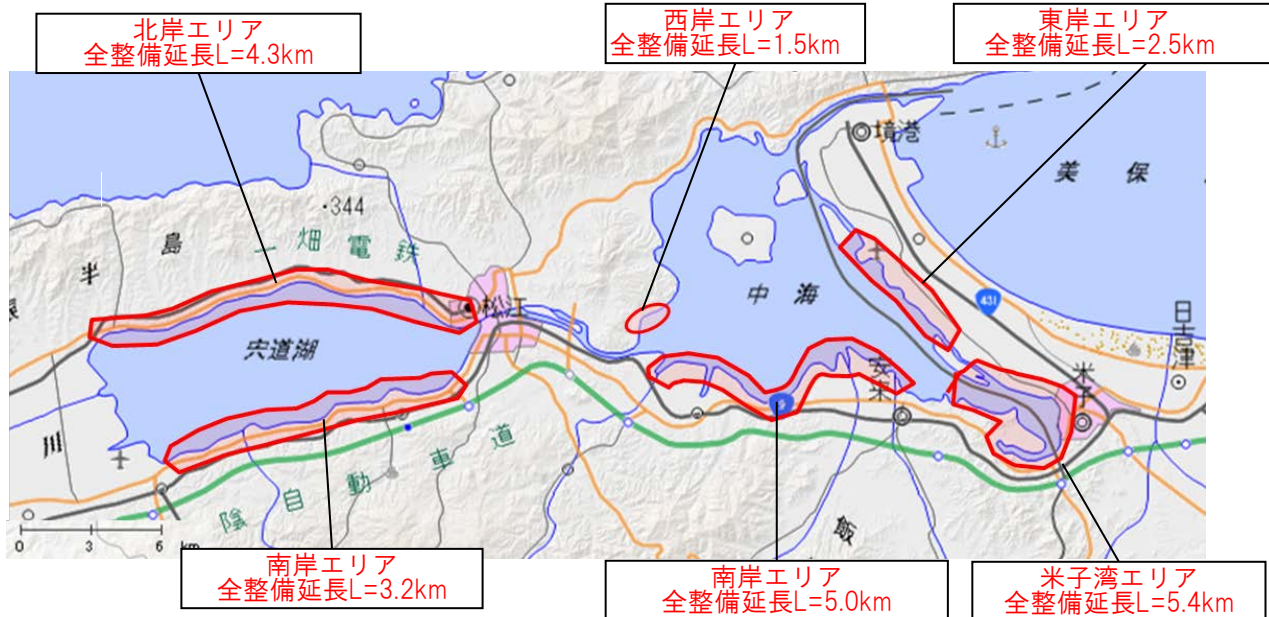 北岸エリア
全整備延長L=4.3km
西岸エリア
全整備延長L=1.5km
東岸エリア
全整備延長L=2.5km
境港
美保
・344
一畑電鉄
島
半
松江
中海
431
日吉津
宍道湖
安来
米子
川
陰自動車道
飯
0 3 6 km
南岸エリア
全整備延長L=3.2km
南岸エリア
全整備延長L=5.0km
米子湾エリア
全整備延長L=5.4km